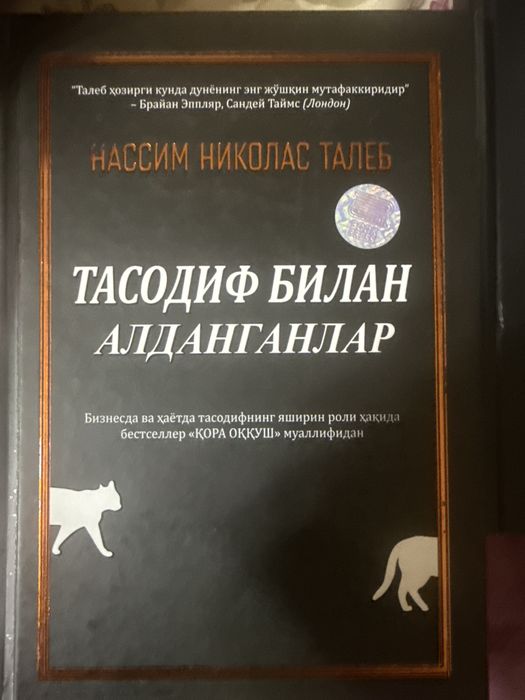 "Талеб ҳозирги кунда дунёнинг энг жўшқин мутафаккиридир"
– Брайан Эппляр, Сандей Таймс (Лондон)
НАССИМ НИКОЛАС ТАЛЕБ
ТАСОДИФ БИЛАН
АЛДАНГАНЛАР
Бизнесда ва ҳаётда тасодифнинг яширин роли ҳақида
бестселлер «ҚОРА ОҚҚУШ» муаллифидан